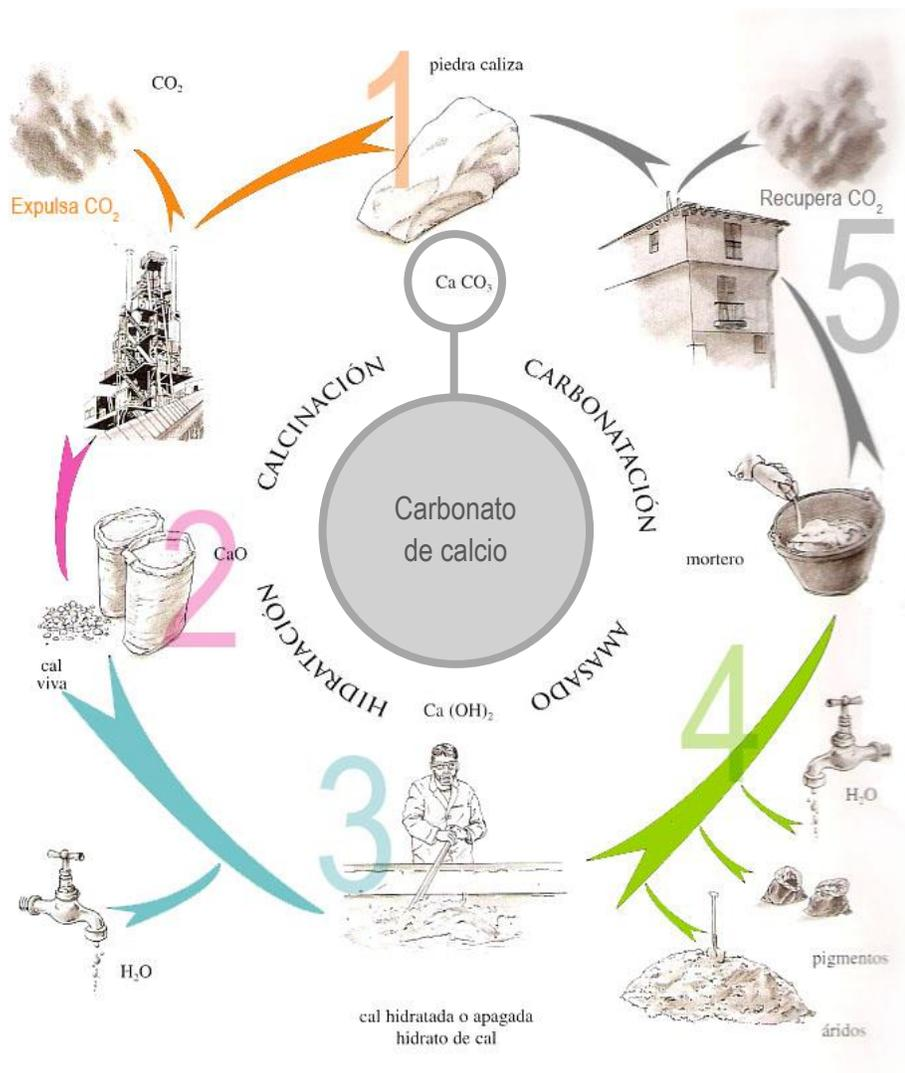 1
piedra caliza
CO₂
Expulsa CO₂
Recupera CO₂
5
Ca CO₃
CALCINACIÓN
CARBONATACIÓN
Carbonato
de calcio
2
CaO
mortero
cal
viva
HIDRATACIÓN
AMASADO
Ca (OH)₂
4
3
H₂O
H₂O
pigmentos
áridos
cal hidratada o apagada
hidrato de cal